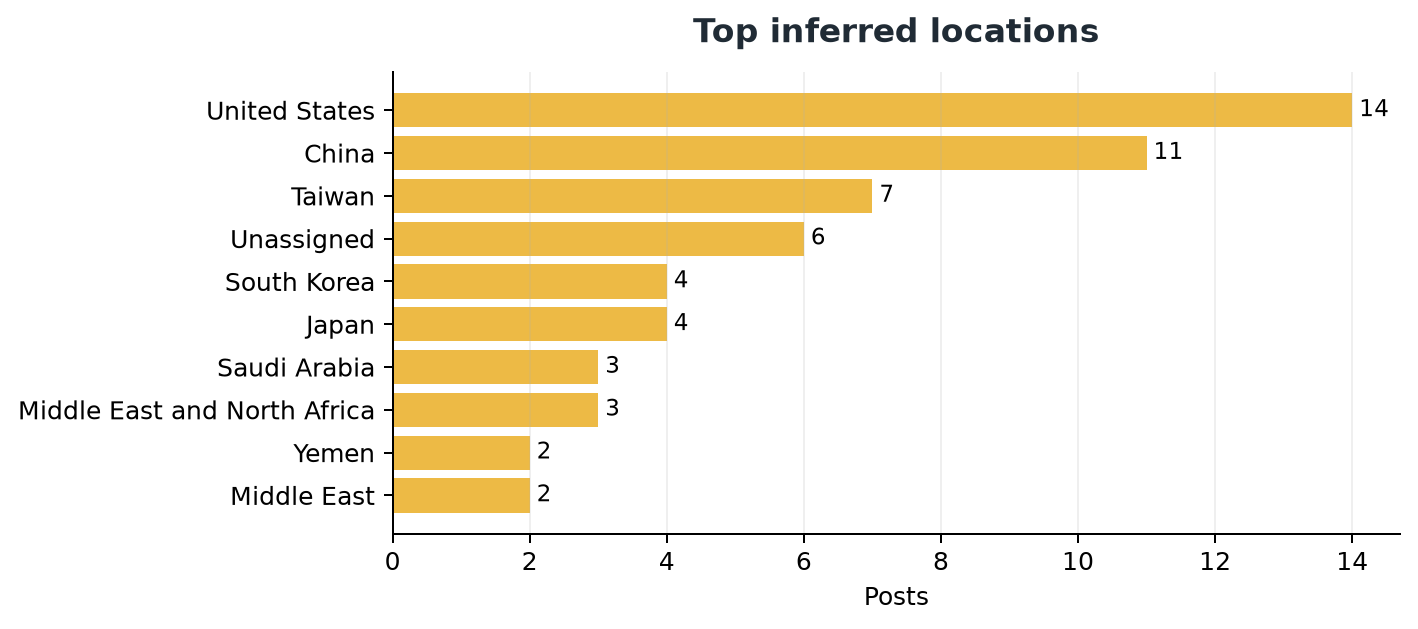 Top inferred locations
United States 14
China 11
Taiwan 7
Unassigned 6
South Korea 4
Japan 4
Saudi Arabia 3
Middle East and North Africa 3
Yemen 2
Middle East 2
0 2 4 6 8 10 12 14
Posts